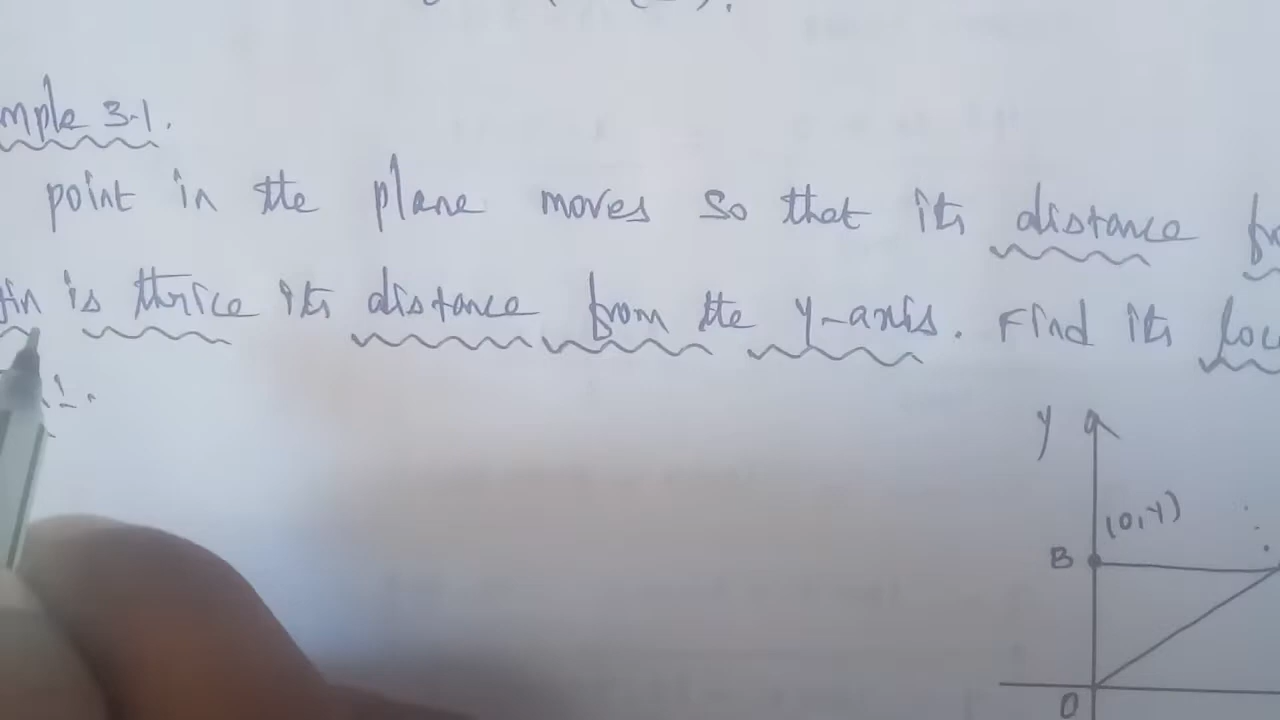 mple 3.1.
point in the plane moves so that its distance
is thrice its distance from the y-axis. Find its
y
(0,y)
B
O